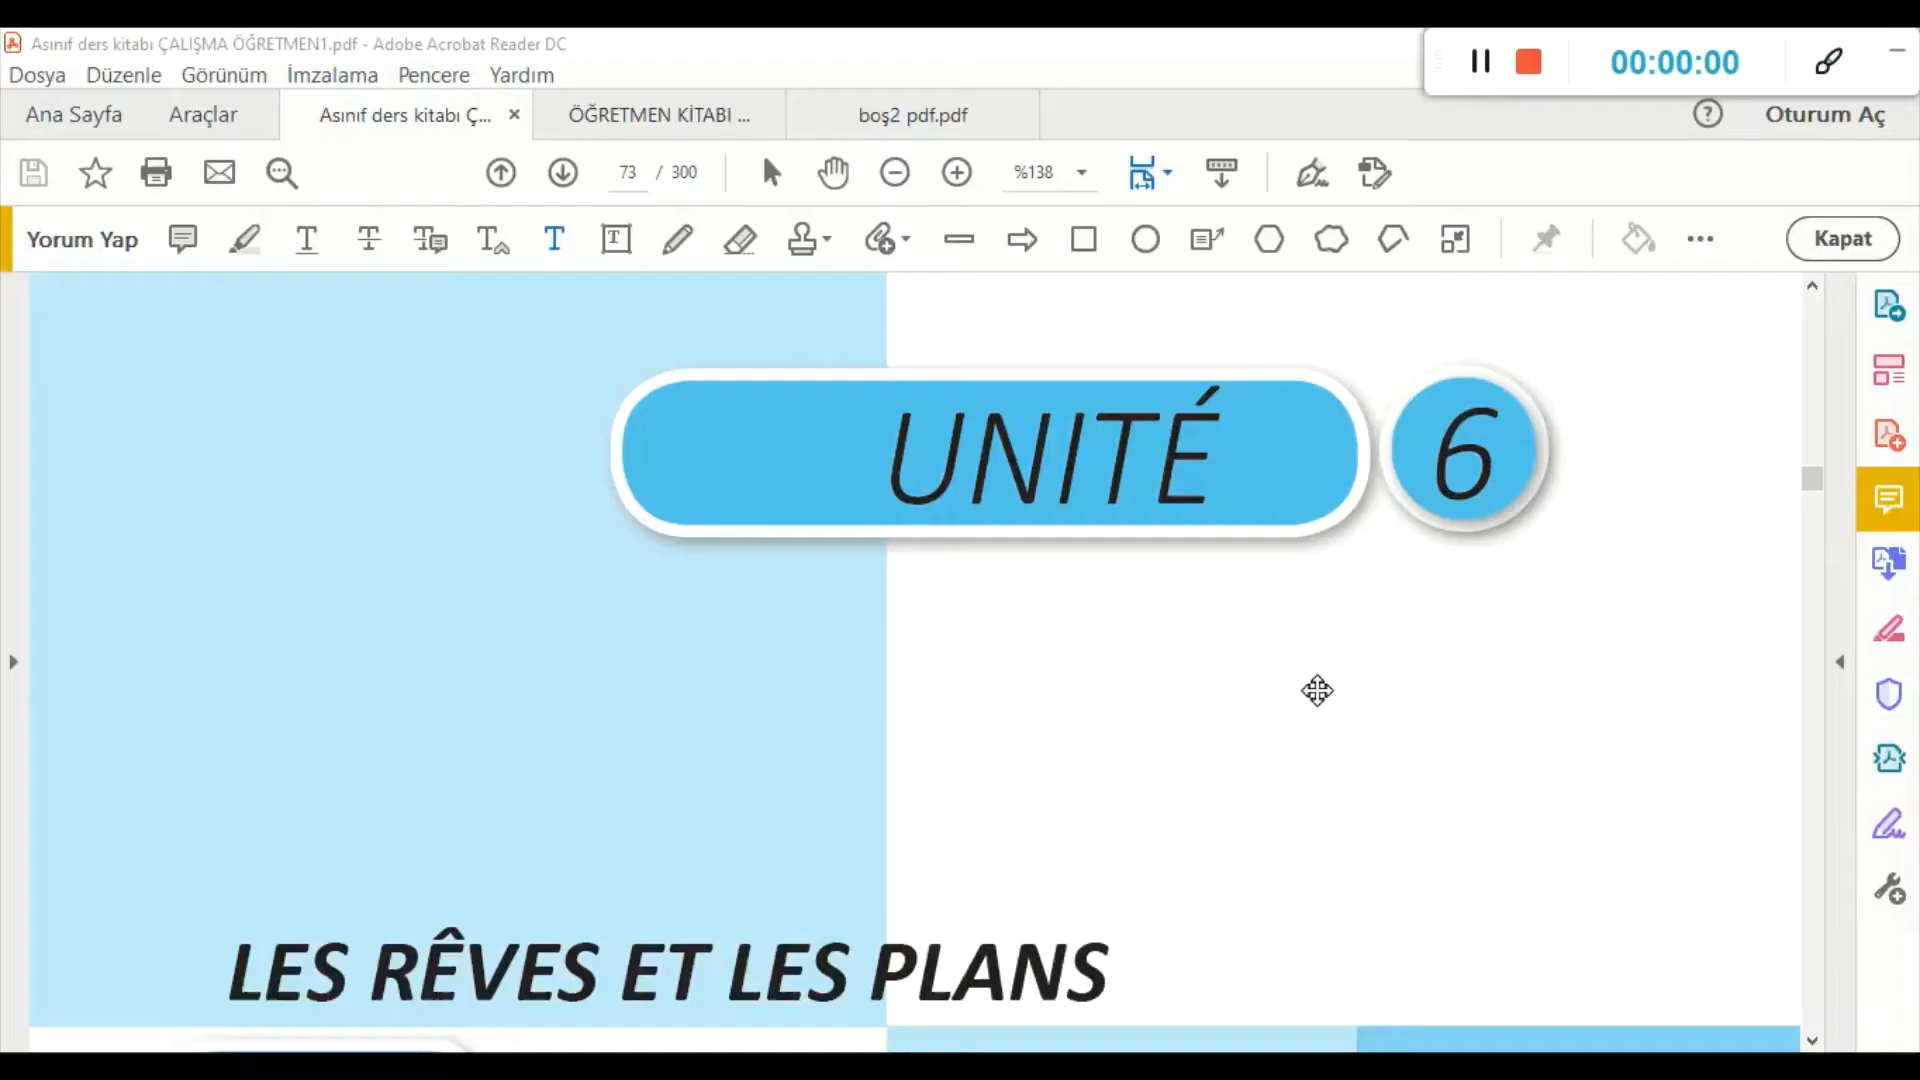 Asınıf ders kitabı ÇALIŞMA ÖĞRETMEN1.pdf - Adobe Acrobat Reader DC
00:00:00
Dosya Düzenle Görünüm İmzalama Pencere Yardım
Ana Sayfa Araçlar Asınıf ders kitabı Ç... × ÖĞRETMEN KİTABI ... boş2 pdf.pdf ? Oturum Aç
73 / 300 %138
Yorum Yap Kapat
UNITÉ 6
LES RÊVES ET LES PLANS